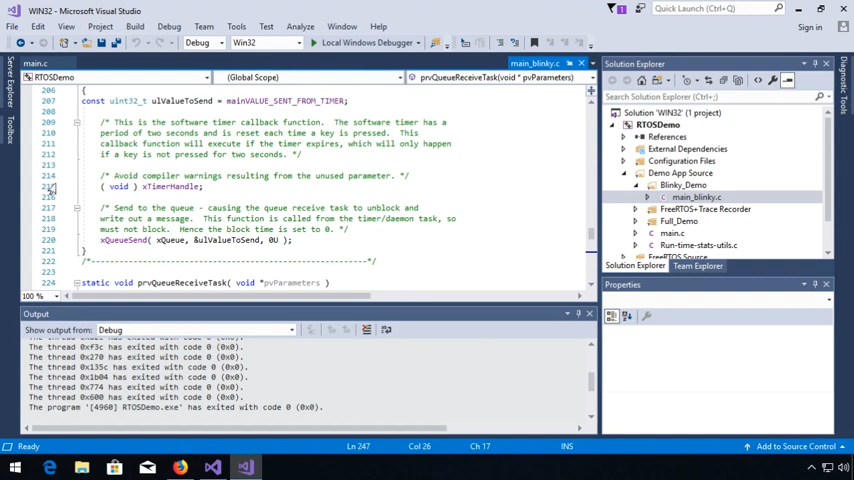 WIN32 - Microsoft Visual Studio
1
Quick Launch (Ctrl+Q)
File Edit View Project Build Debug Team Tools Test Analyze Window Help
Sign in
Debug Win32 Local Windows Debugger
Server Explorer
Toolbox
main.c
main_blinky.c
RTOSDemo (Global Scope) prvQueueReceiveTask(void * pvParameters)
206 {
207 const uint32_t ulValueToSend = mainVALUE_SENT_FROM_TIMER;
208
209 /* This is the software timer callback function. The software timer has a
210 period of two seconds and is reset each time a key is pressed. This
211 callback function will execute if the timer expires, which will only happen
212 if a key is not pressed for two seconds. */
213
214 /* Avoid compiler warnings resulting from the unused parameter. */
( void ) xTimerHandle;
216
217 /* Send to the queue - causing the queue receive task to unblock and
218 write out a message. This function is called from the timer/daemon task, so
219 must not block. Hence the block time is set to 0. */
220 xQueueSend( xQueue, &ulValueToSend, 0U );
221 }
222 /*-----------------------------------------------------------*/
223
224 static void prvQueueReceiveTask( void *pvParameters )
100 %
Output
Show output from: Debug
The thread 0xf3c has exited with code 0 (0x0).
The thread 0x270 has exited with code 0 (0x0).
The thread 0x135c has exited with code 0 (0x0).
The thread 0x1b04 has exited with code 0 (0x0).
The thread 0x774 has exited with code 0 (0x0).
The thread 0x600 has exited with code 0 (0x0).
The program '[4960] RTOSDemo.exe' has exited with code 0 (0x0).
Solution Explorer
Search Solution Explorer (Ctrl+;)
Solution 'WIN32' (1 project)
RTOSDemo
References
External Dependencies
Configuration Files
Demo App Source
Blinky_Demo
main_blinky.c
FreeRTOS+Trace Recorder
Full_Demo
main.c
Run-time-stats-utils.c
FreeRTOS Source
Solution Explorer Team Explorer
Properties
Diagnostic Tools
Ready Ln 247 Col 26 Ch 17 INS Add to Source Control